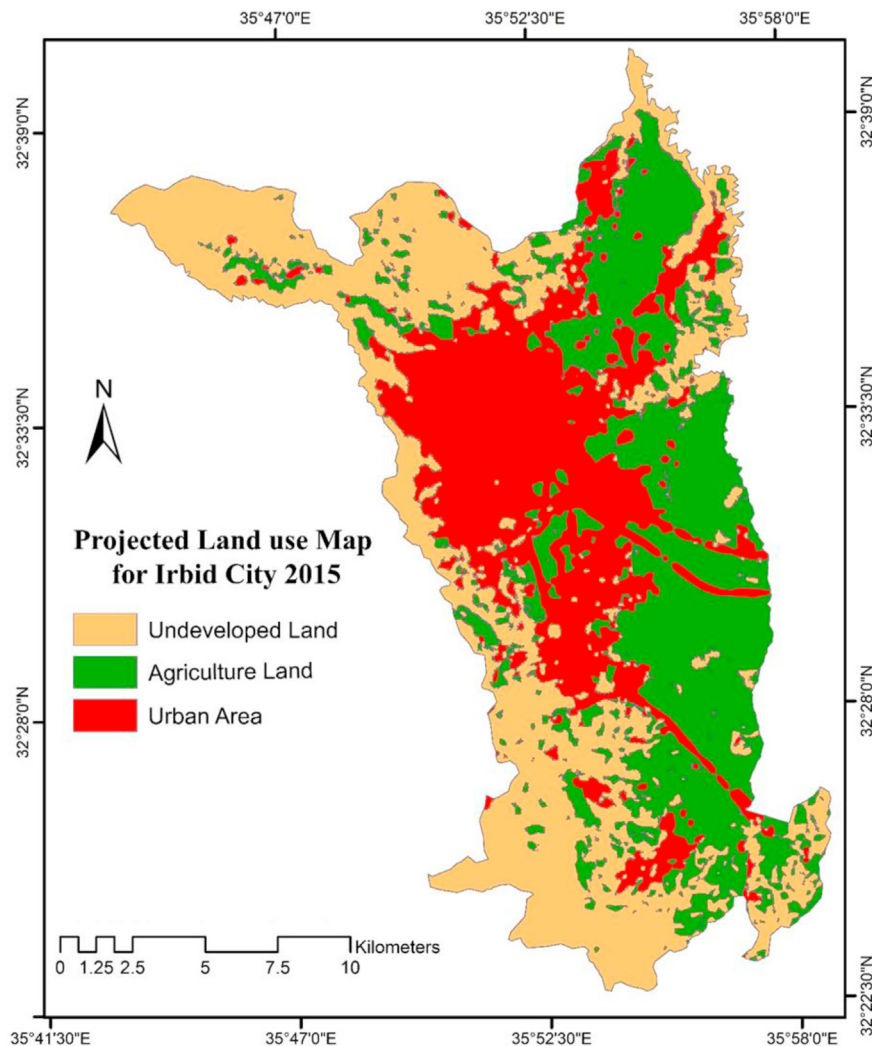 35°47'0"E 35°52'30"E 35°58'0"E
32°39'0"N 32°39'0"N
N
32°33'30"N 32°33'30"N
Projected Land use Map
for Irbid City 2015
Undeveloped Land
Agriculture Land
Urban Area
32°28'0"N 32°28'0"N
Kilometers
0 1.25 2.5 5 7.5 10
32°22'30"N
35°41'30"E 35°47'0"E 35°52'30"E 35°58'0"E